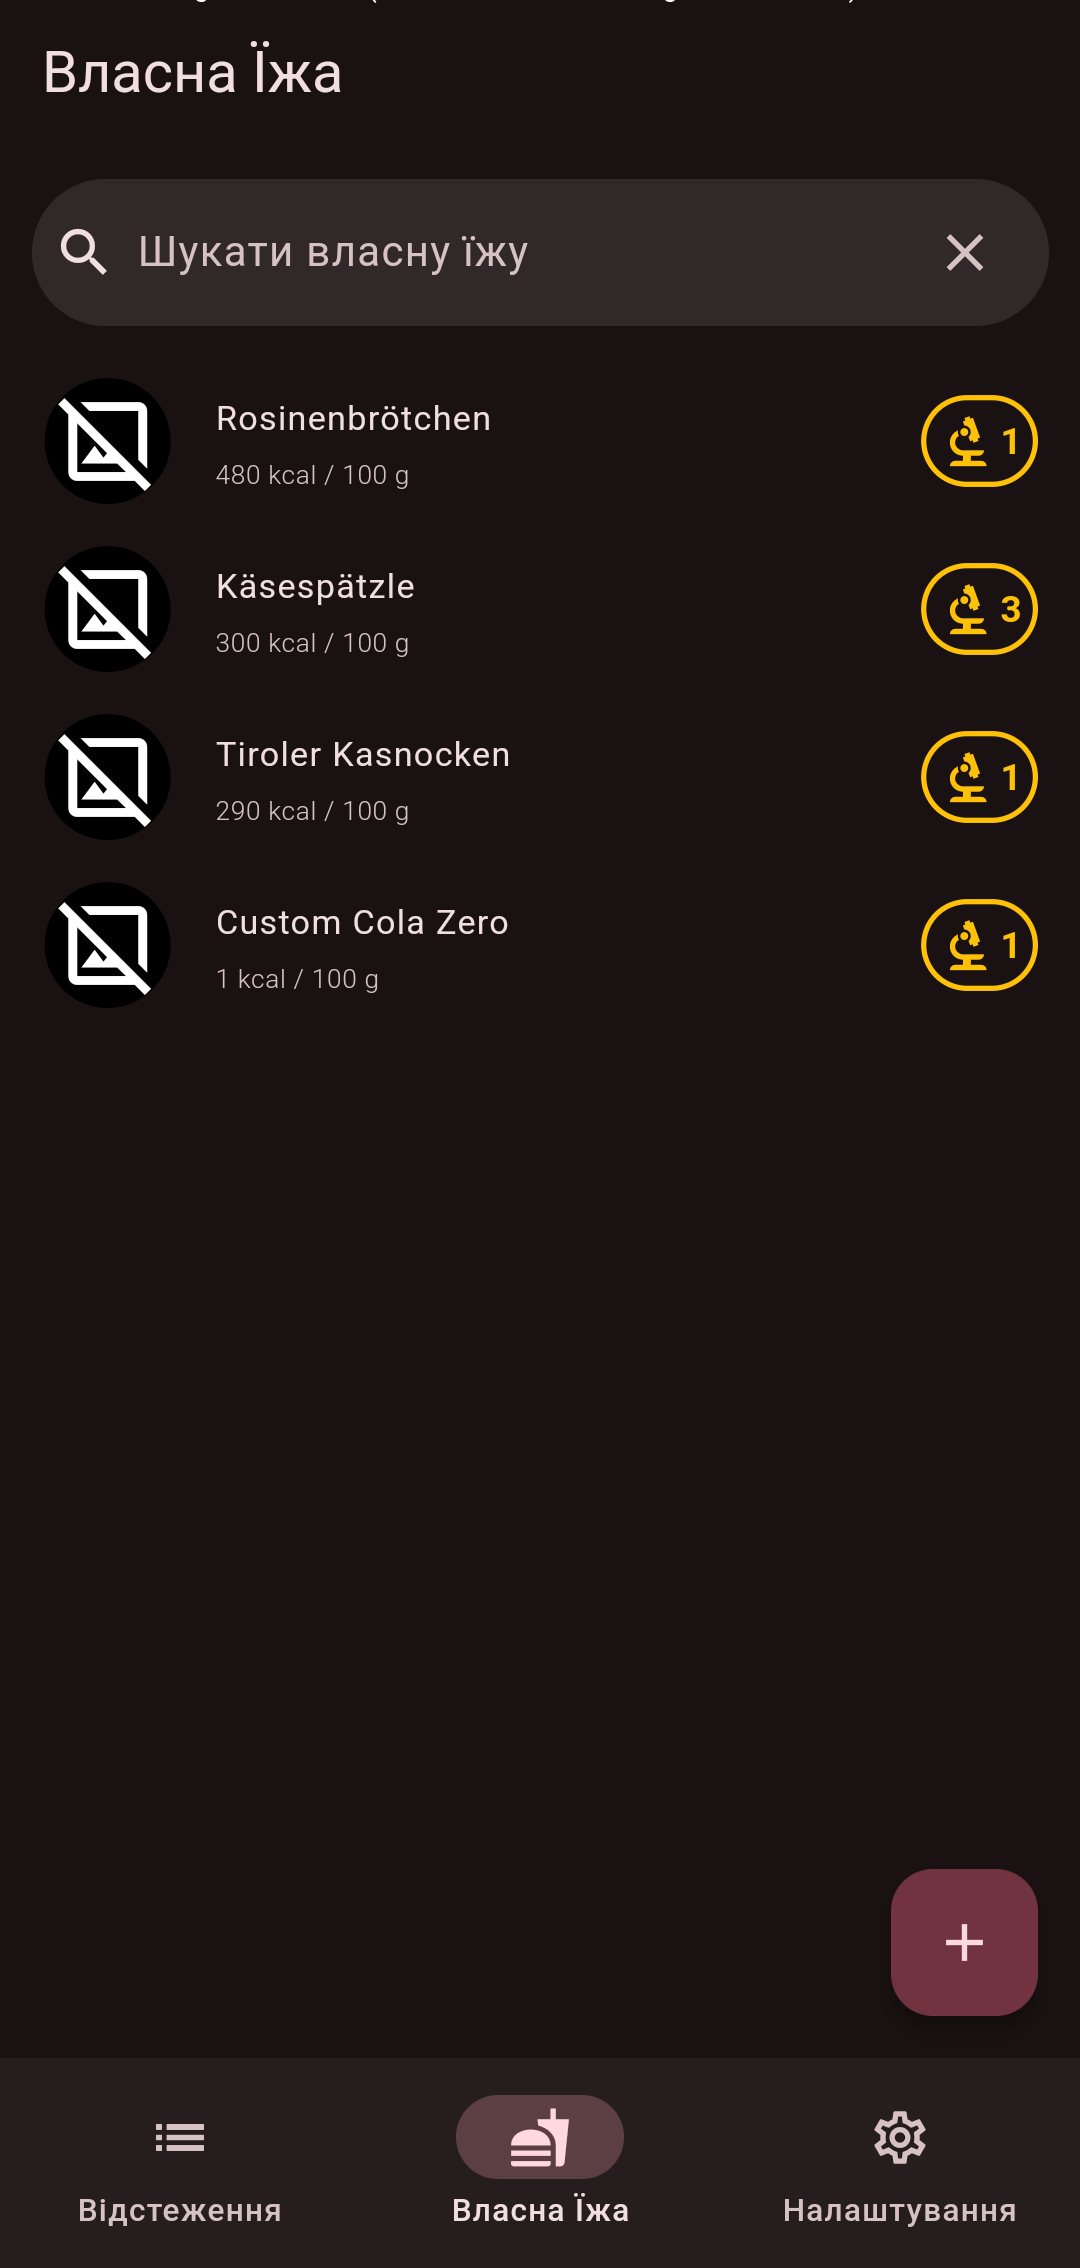 Власна Їжа
Шукати власну їжу
Rosinenbrötchen
480 kcal / 100 g
1
Käsespätzle
300 kcal / 100 g
3
Tiroler Kasnocken
290 kcal / 100 g
1
Custom Cola Zero
1 kcal / 100 g
1
Відстеження
Власна Їжа
Налаштування